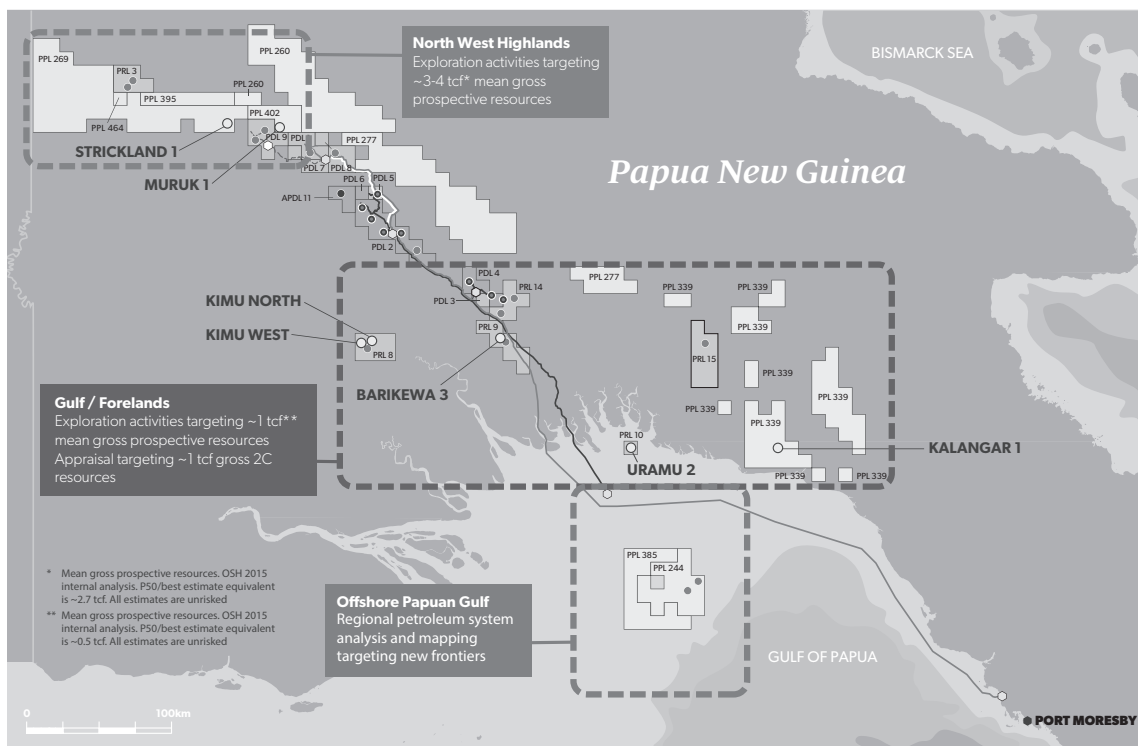 North West Highlands
Exploration activities targeting
~3-4 tcf* mean gross
prospective resources
BISMARCK SEA
PPL 269
PPL 260
PRL 3
PPL 260
PPL 395
PPL 464
PPL 402
STRICKLAND 1
PDL 9
PDL
PPL 277
MURUK 1
PDL 7
PDL 8
Papua New Guinea
PDL 6
PDL 5
APDL 11
PDL 2
PDL 4
PPL 277
PPL 339
PPL 339
PRL 14
KIMU NORTH
PDL 3
KIMU WEST
PRL 9
PPL 339
PRL 8
PRL 15
BARIKEWA 3
PPL 339
PPL 339
Gulf / Forelands
Exploration activities targeting ~1 tcf**
mean gross prospective resources
Appraisal targeting ~1 tcf gross 2C
resources
PPL 339
PPL 339
PRL 10
KALANGAR 1
URAMU 2
PPL 339
PPL 339
PPL 385
PPL 244
* Mean gross prospective resources. OSH 2015
internal analysis. P50/best estimate equivalent
is ~2.7 tcf. All estimates are unrisked
** Mean gross prospective resources. OSH 2015
internal analysis. P50/best estimate equivalent
is ~0.5 tcf. All estimates are unrisked
Offshore Papuan Gulf
Regional petroleum system
analysis and mapping
targeting new frontiers
GULF OF PAPUA
0 100km
PORT MORESBY